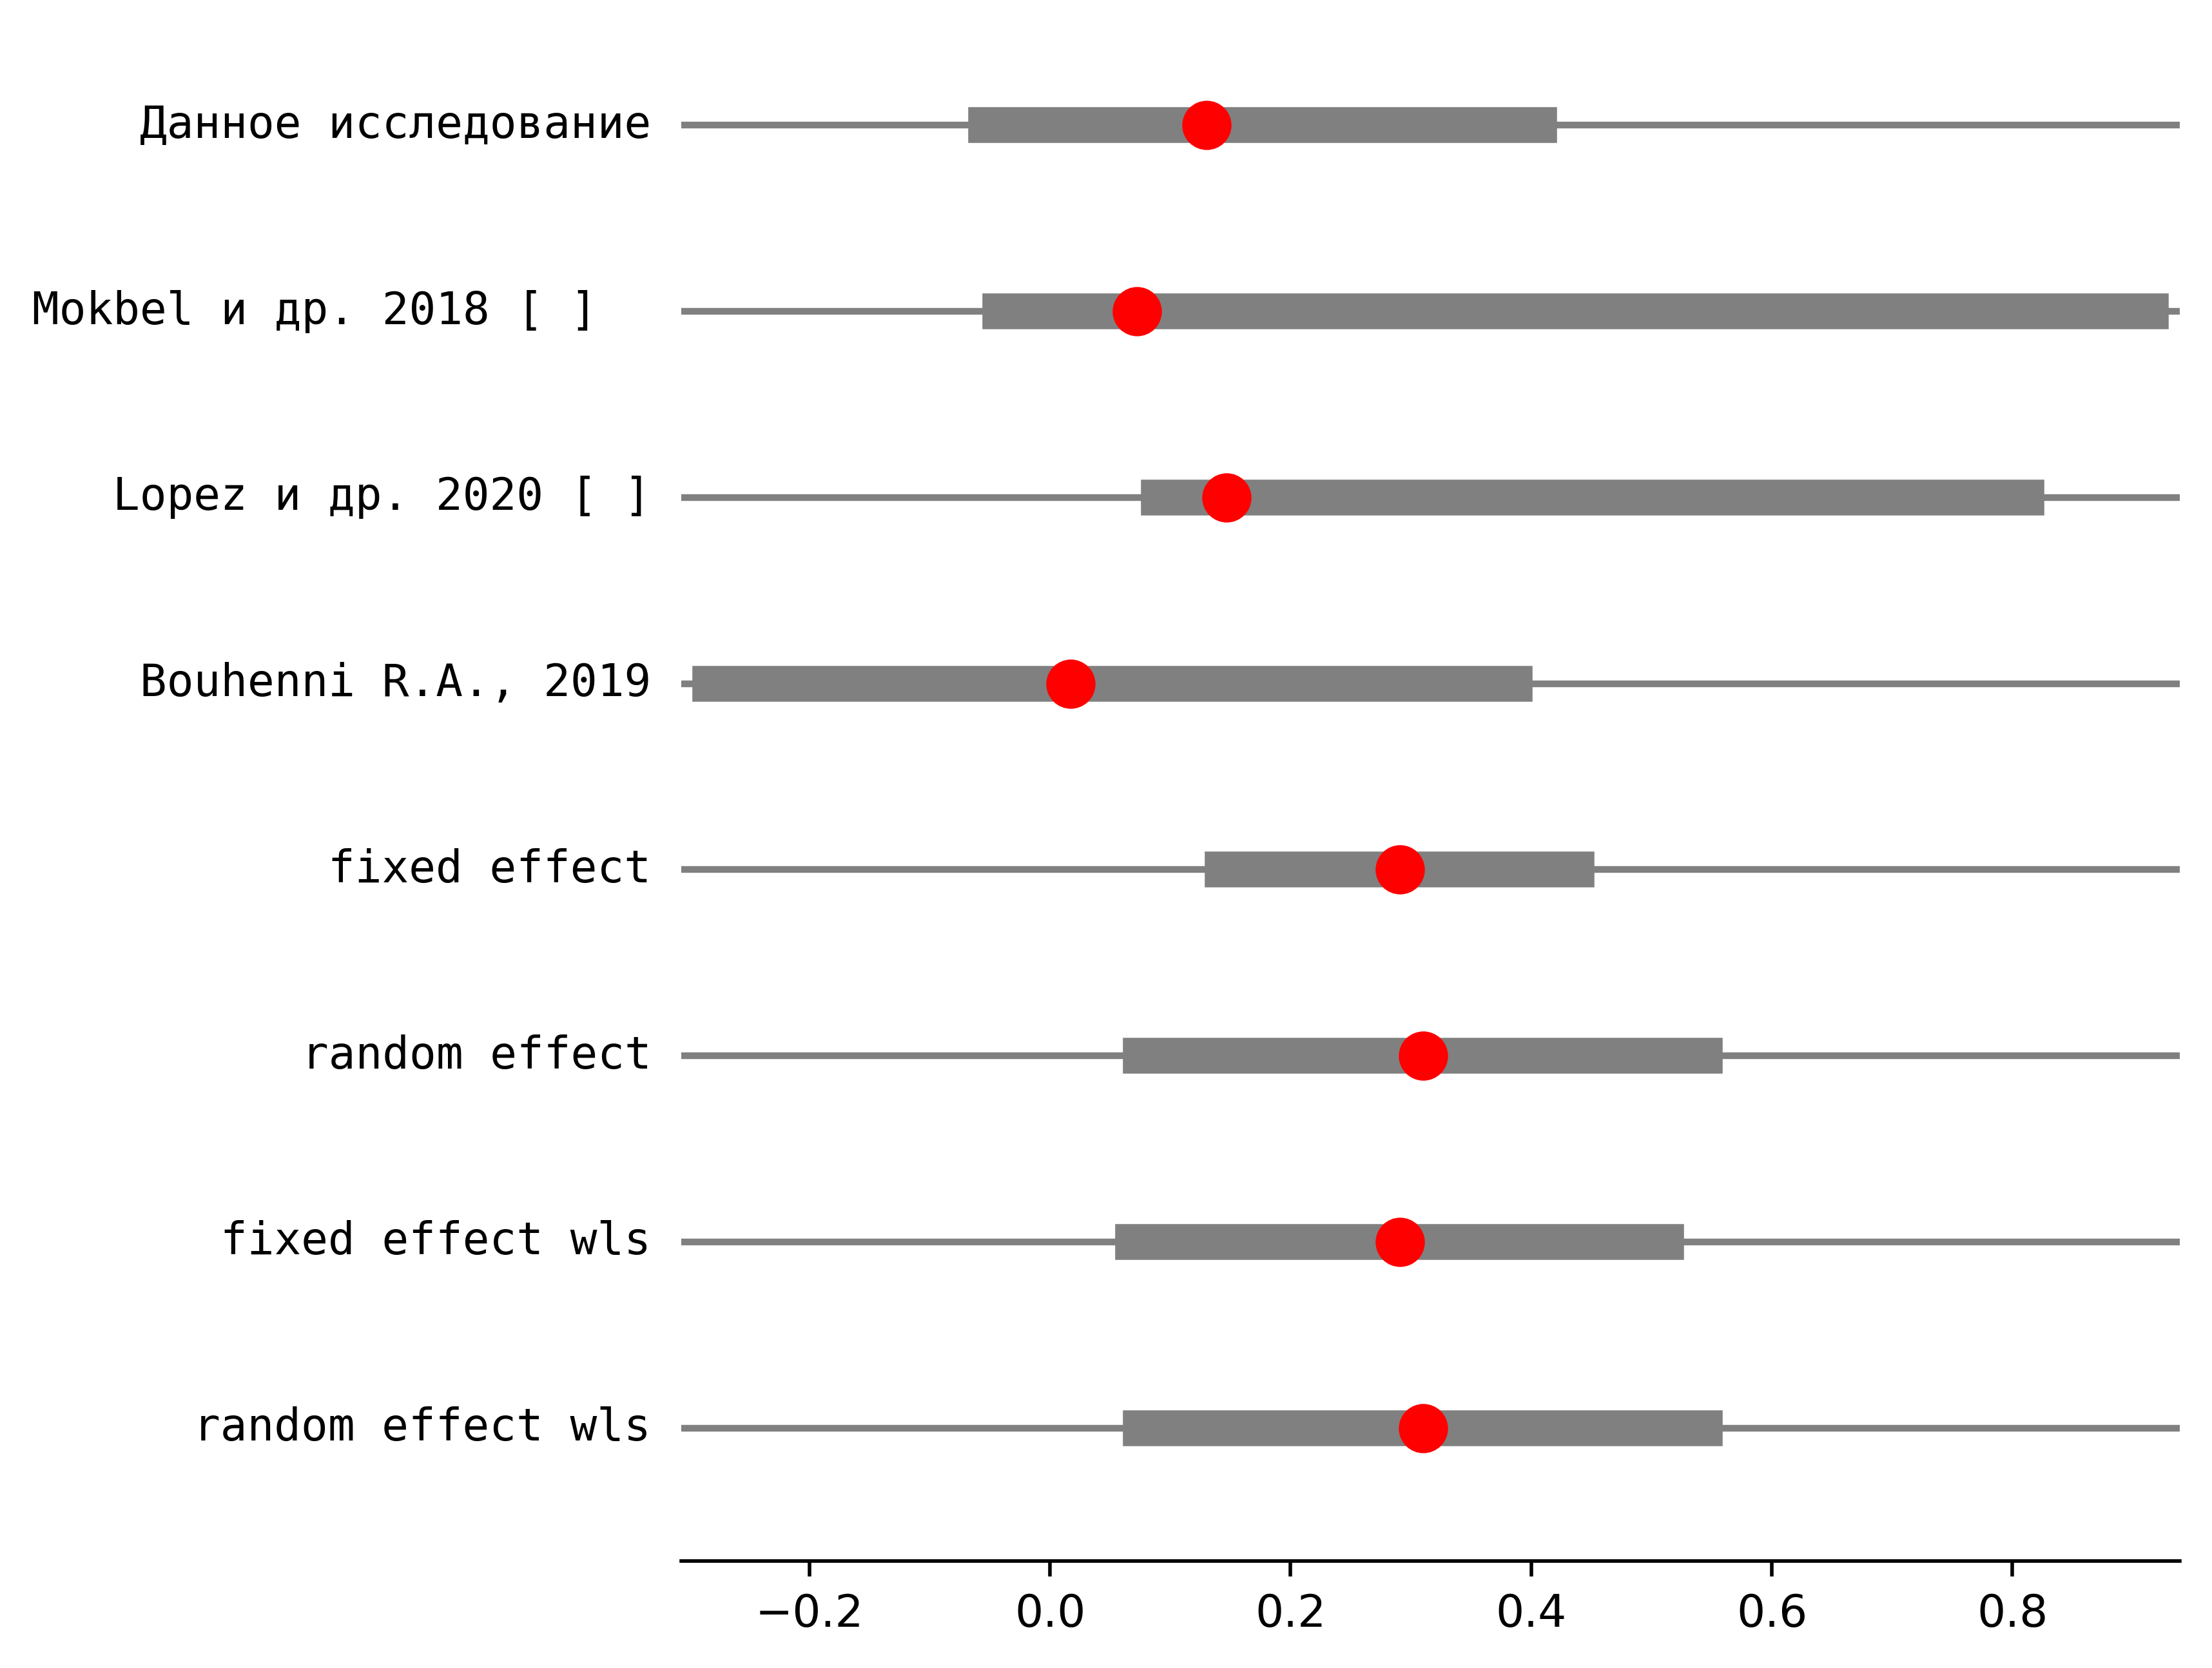 Данное исследование
Mokbel и др. 2018 [ ]
Lopez и др. 2020 [ ]
Bouhenni R.A., 2019
fixed effect
random effect
fixed effect wls
random effect wls
−0.2 0.0 0.2 0.4 0.6 0.8